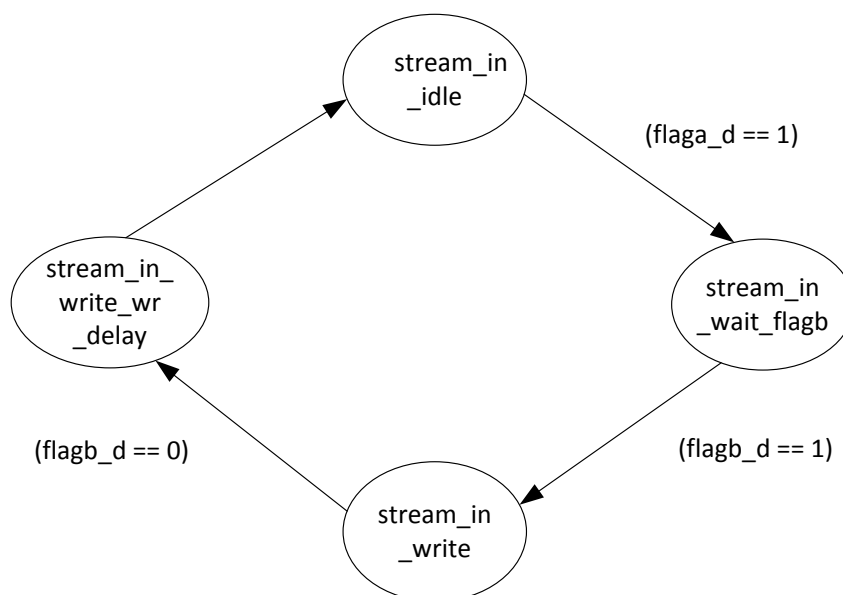 stream_in
_idle
(flaga_d == 1)
stream_in_
write_wr
_delay
stream_in
_wait_flagb
(flagb_d == 0)
(flagb_d == 1)
stream_in
_write